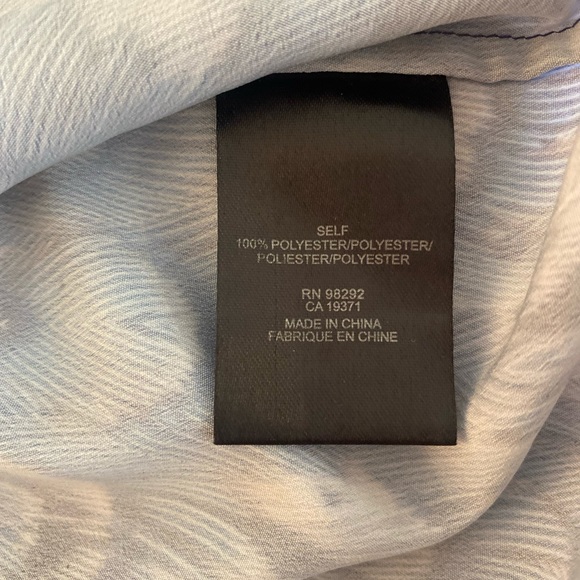 SELF
100% POLYESTER/POLYESTER/
POLIESTER/POLYESTER
RN 98292
CA 19371
MADE IN CHINA
FABRIQUE EN CHINE